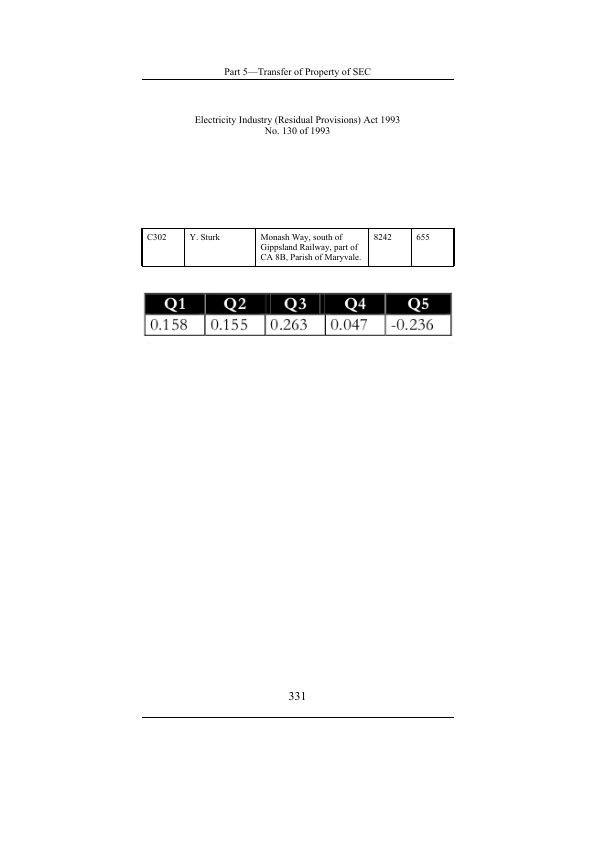 Part 5—Transfer of Property of SEC
Electricity Industry (Residual Provisions) Act 1993
No. 130 of 1993
C302 Y. Sturk Monash Way, south of 8242 655
Gippsland Railway, part of
CA 8B, Parish of Maryvale.
Q1 Q2 Q3 Q4 Q5
0.158 0.155 0.263 0.047 -0.236
331